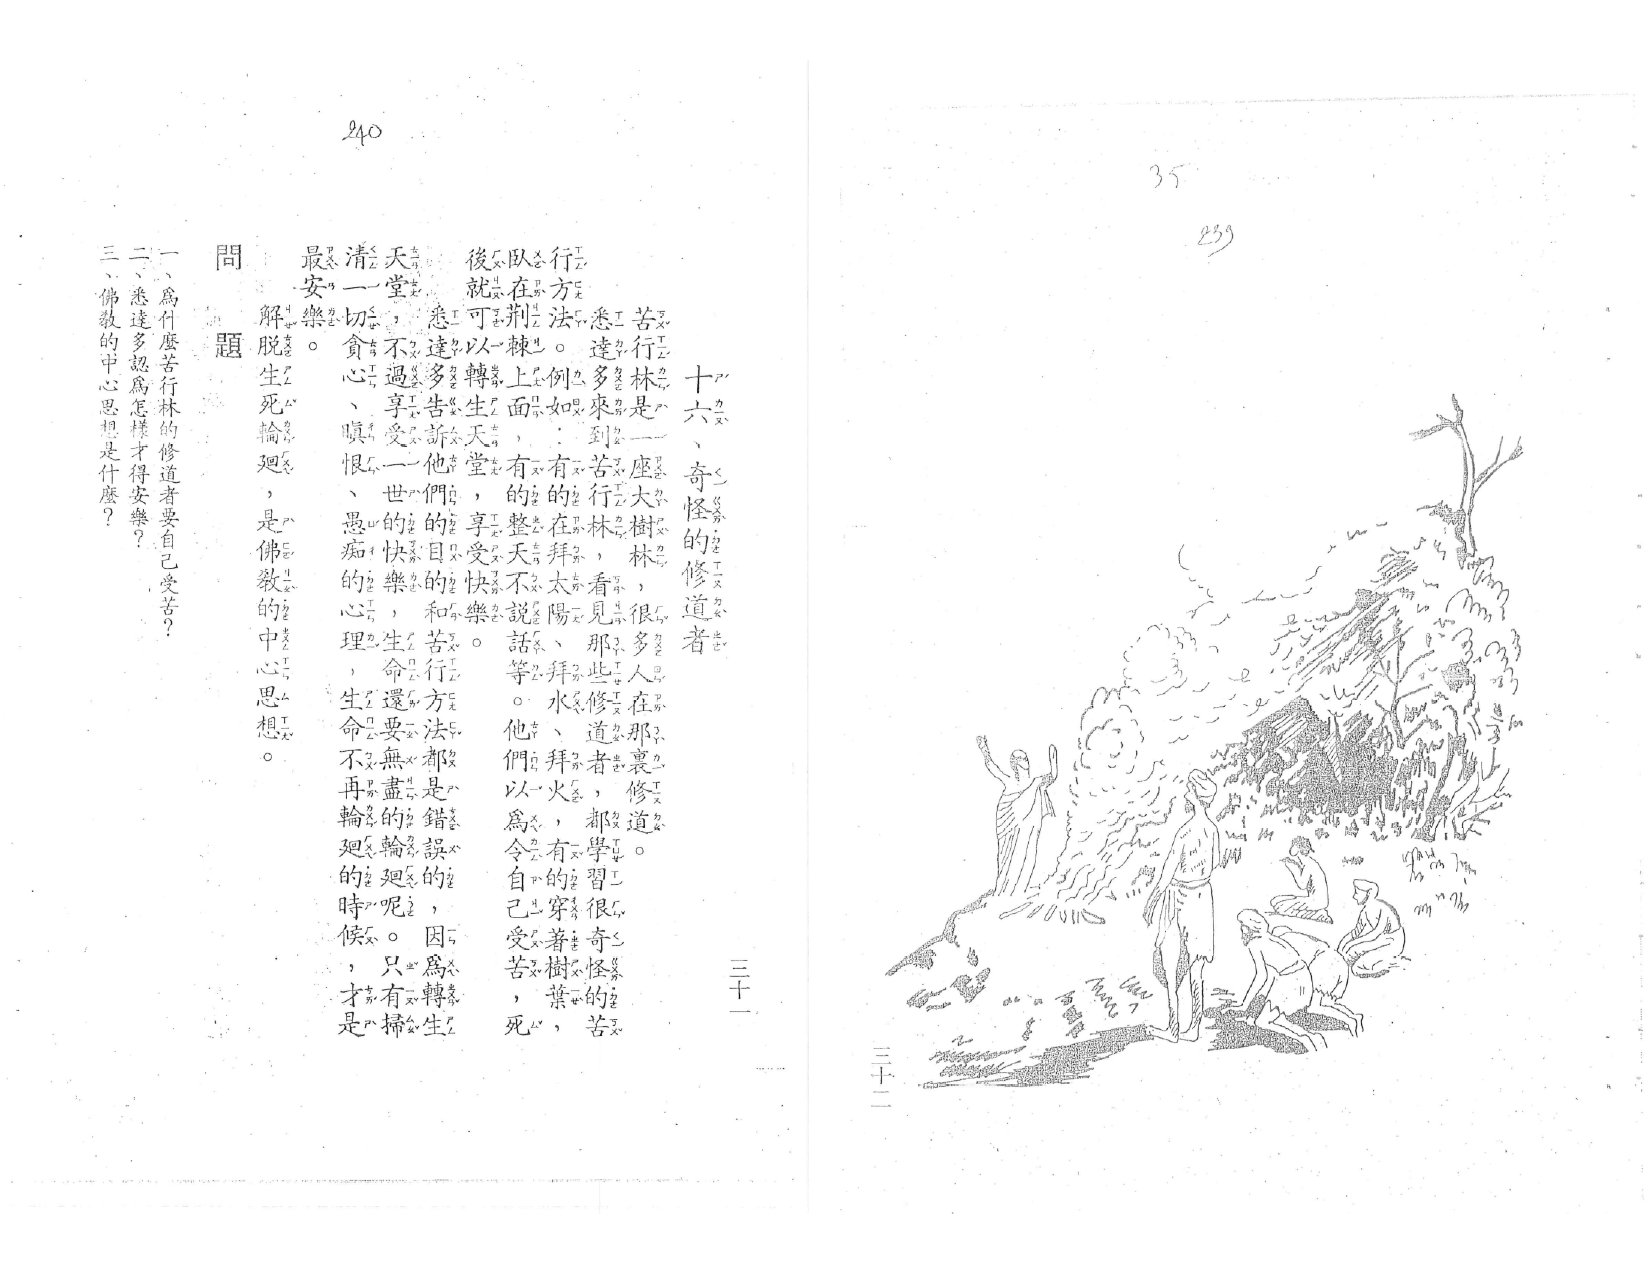 35
239
三十二
240
三十一
十六、奇怪的修道者
苦行林是一座大樹林，很多人在那裏修道。
悉達多來到苦行林，看見那些修道者，都學習很奇怪的苦
行方法。例如：有的在拜太陽、拜水、拜火，有的穿著樹葉，
臥在荆棘上面，有的整天不說話等。他們以爲令自己受苦，死
後就可以轉生天堂，享受快樂。
悉達多告訴他們的目的和苦行方法都是錯誤的，因爲轉生
天堂，不過享受一世的快樂，生命還要無盡的輪廻呢。只有掃
清一切貪心、瞋恨、愚痴的心理，生命不再輪廻的時候，才是
最安樂。
解脫生死輪廻，是佛教的中心思想。
問　題
一、爲什麼苦行林的修道者要自己受苦？
二、悉達多認爲怎樣才得安樂？
三、佛教的中心思想是什麼？